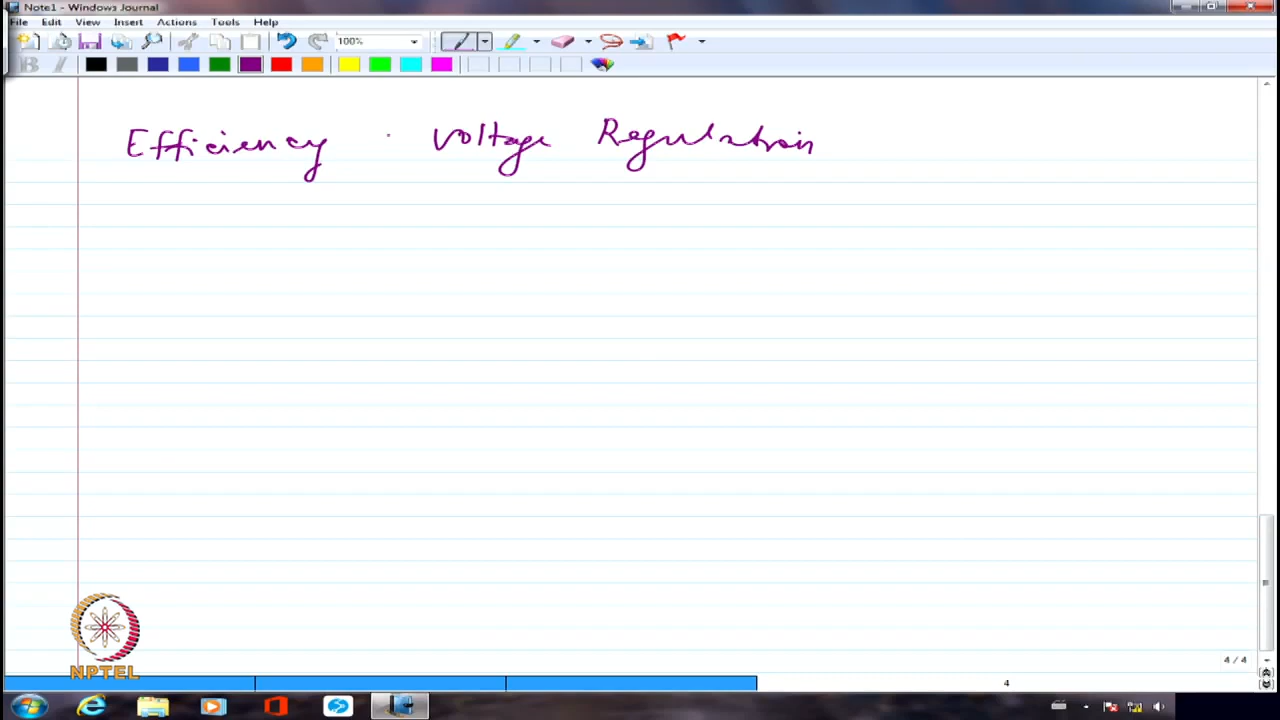 Note1 - Windows Journal
File Edit View Insert Actions Tools Help
100%
B I
Efficiency Voltage Regulation
NPTEL
4 / 4
4